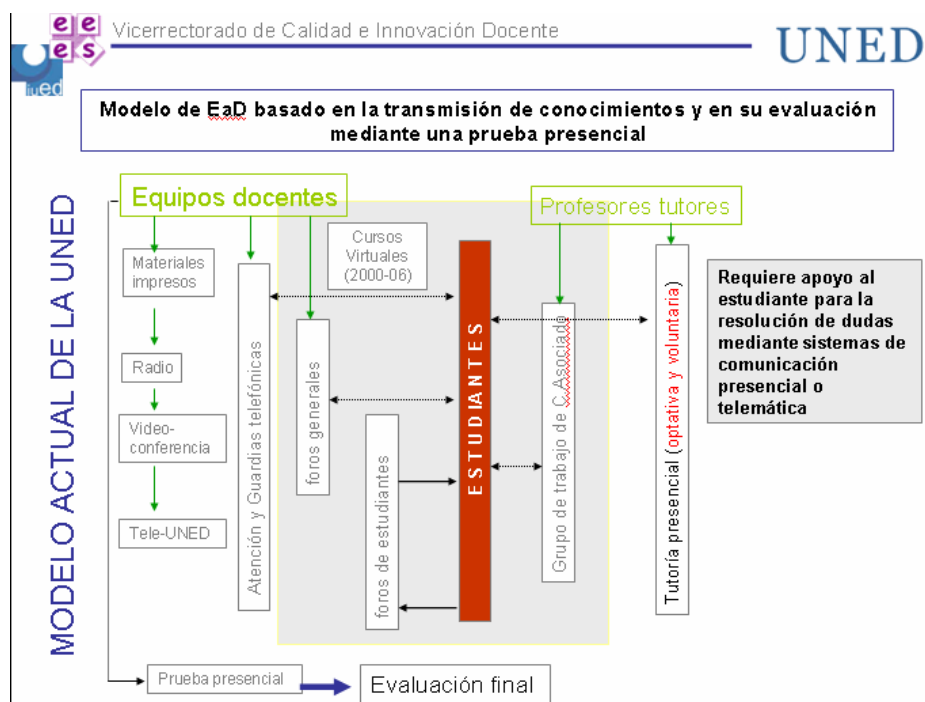 e e
e s
iued
Vicerrectorado de Calidad e Innovación Docente
UNED
Modelo de EaD basado en la transmisión de conocimientos y en su evaluación
mediante una prueba presencial
MODELO ACTUAL DE LA UNED
Equipos docentes
Profesores tutores
Cursos
Virtuales
(2000-06)
Materiales
impresos
Radio
Video-
conferencia
Tele-UNED
Atención y Guardias telefónicas
foros generales
foros de estudiantes
ESTUDIANTES
Grupo de trabajo de C.Asociado
Tutoría presencial (optativa y voluntaria)
Requiere apoyo al
estudiante para la
resolución de dudas
mediante sistemas de
comunicación
presencial o
telemática
Prueba presencial
Evaluación final